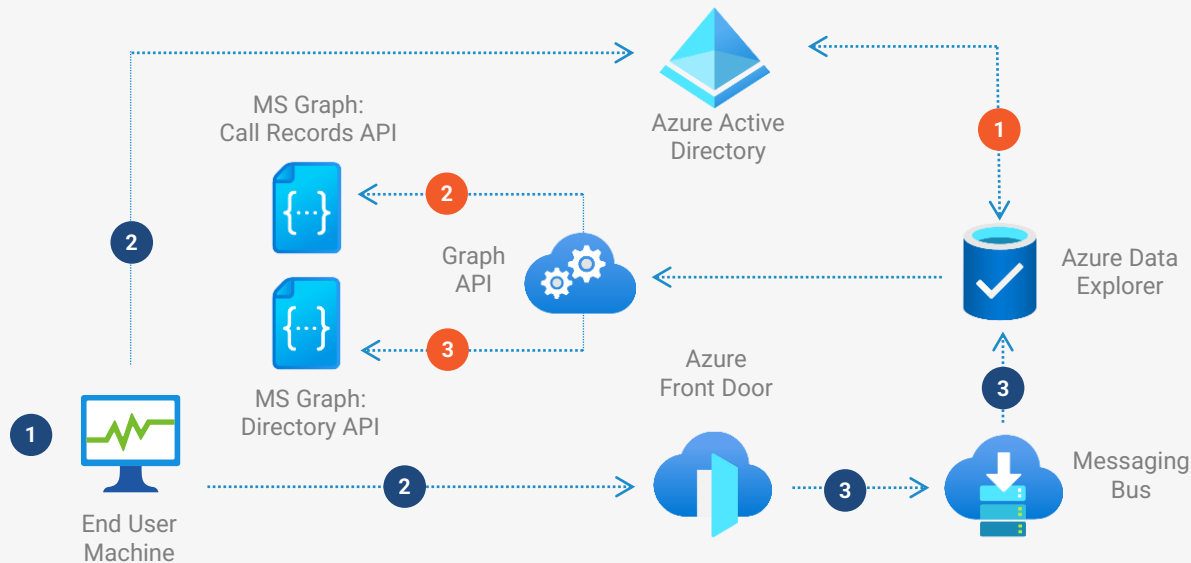 MS Graph:
Call Records API
Azure Active
Directory
1
2
2
Graph
API
Azure Data
Explorer
3
Azure
Front Door
3
MS Graph:
Directory API
1
2
3
Messaging
Bus
End User
Machine